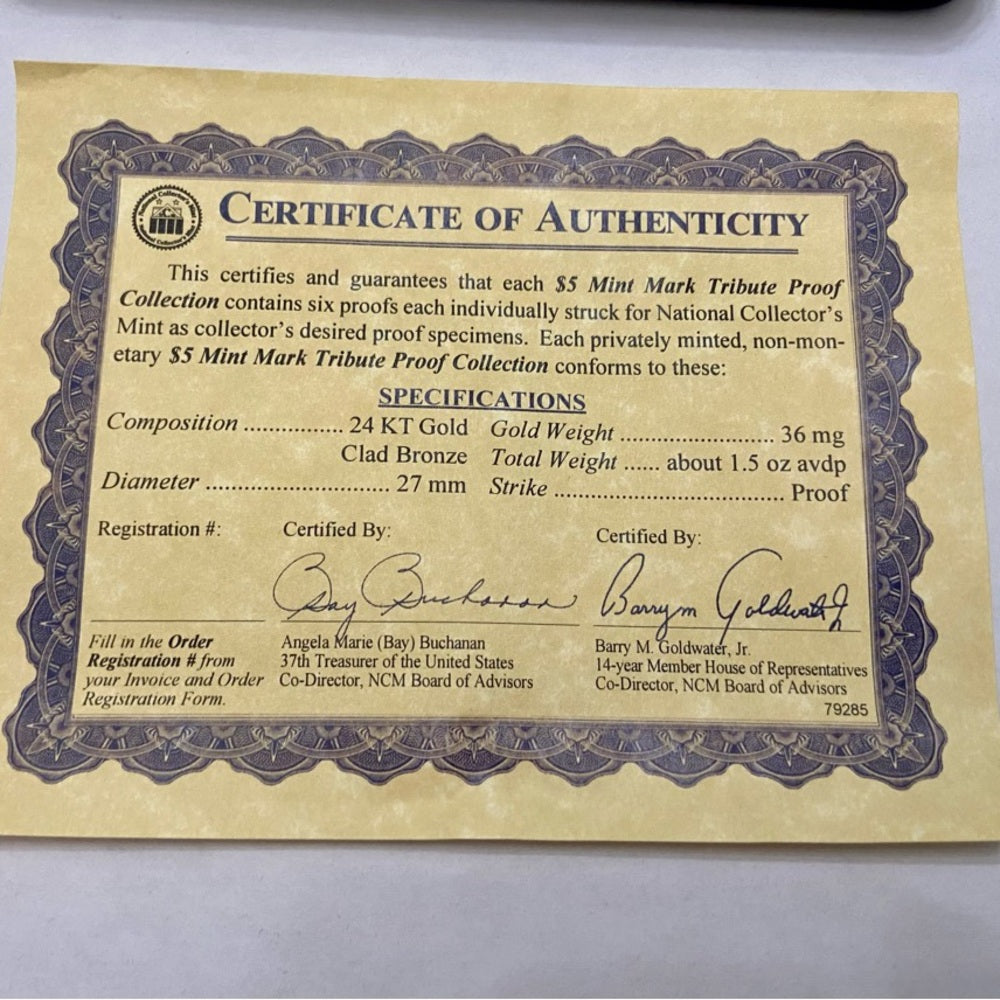 National Collector's Mint
CERTIFICATE OF AUTHENTICITY
This certifies and guarantees that each $5 Mint Mark Tribute Proof
Collection contains six proofs each individually struck for National Collector's
Mint as collector's desired proof specimens. Each privately minted, non-mon-
etary $5 Mint Mark Tribute Proof Collection conforms to these:
SPECIFICATIONS
Composition ................ 24 KT Gold
Clad Bronze
Diameter .............................. 27 mm
Gold Weight ......................... 36 mg
Total Weight ...... about 1.5 oz avdp
Strike ..................................... Proof
Registration #:
Fill in the Order
Registration # from
your Invoice and Order
Registration Form.
Certified By:
Bay Buchanan
Angela Marie (Bay) Buchanan
37th Treasurer of the United States
Co-Director, NCM Board of Advisors
Certified By:
Barry m Goldwater Jr
Barry M. Goldwater, Jr.
14-year Member House of Representatives
Co-Director, NCM Board of Advisors
79285